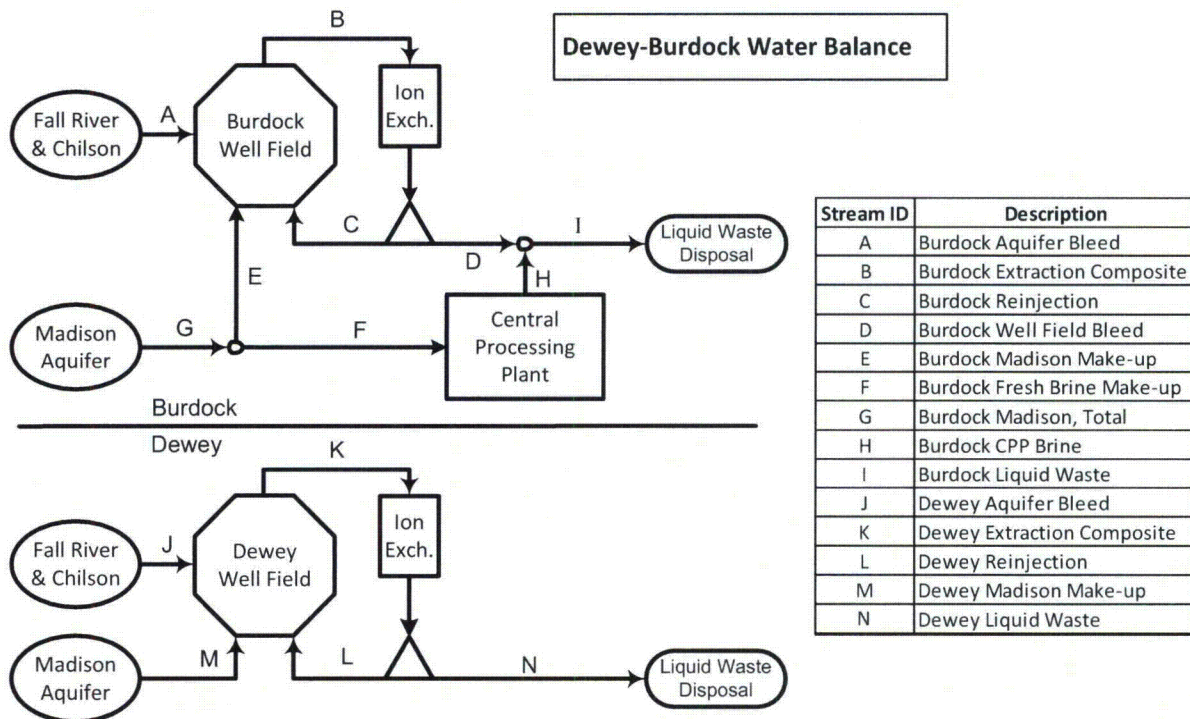 Dewey-Burdock Water Balance
B
Ion
Exch.
Fall River
& Chilson
A
Burdock
Well Field
C
D
I
Liquid Waste
Disposal
E
H
Madison
Aquifer
G
F
Central
Processing
Plant
Burdock
Dewey
K
Ion
Exch.
Fall River
& Chilson
J
Dewey
Well Field
Madison
Aquifer
M
L
N
Liquid Waste
Disposal
Stream ID Description
A Burdock Aquifer Bleed
B Burdock Extraction Composite
C Burdock Reinjection
D Burdock Well Field Bleed
E Burdock Madison Make-up
F Burdock Fresh Brine Make-up
G Burdock Madison, Total
H Burdock CPP Brine
I Burdock Liquid Waste
J Dewey Aquifer Bleed
K Dewey Extraction Composite
L Dewey Reinjection
M Dewey Madison Make-up
N Dewey Liquid Waste